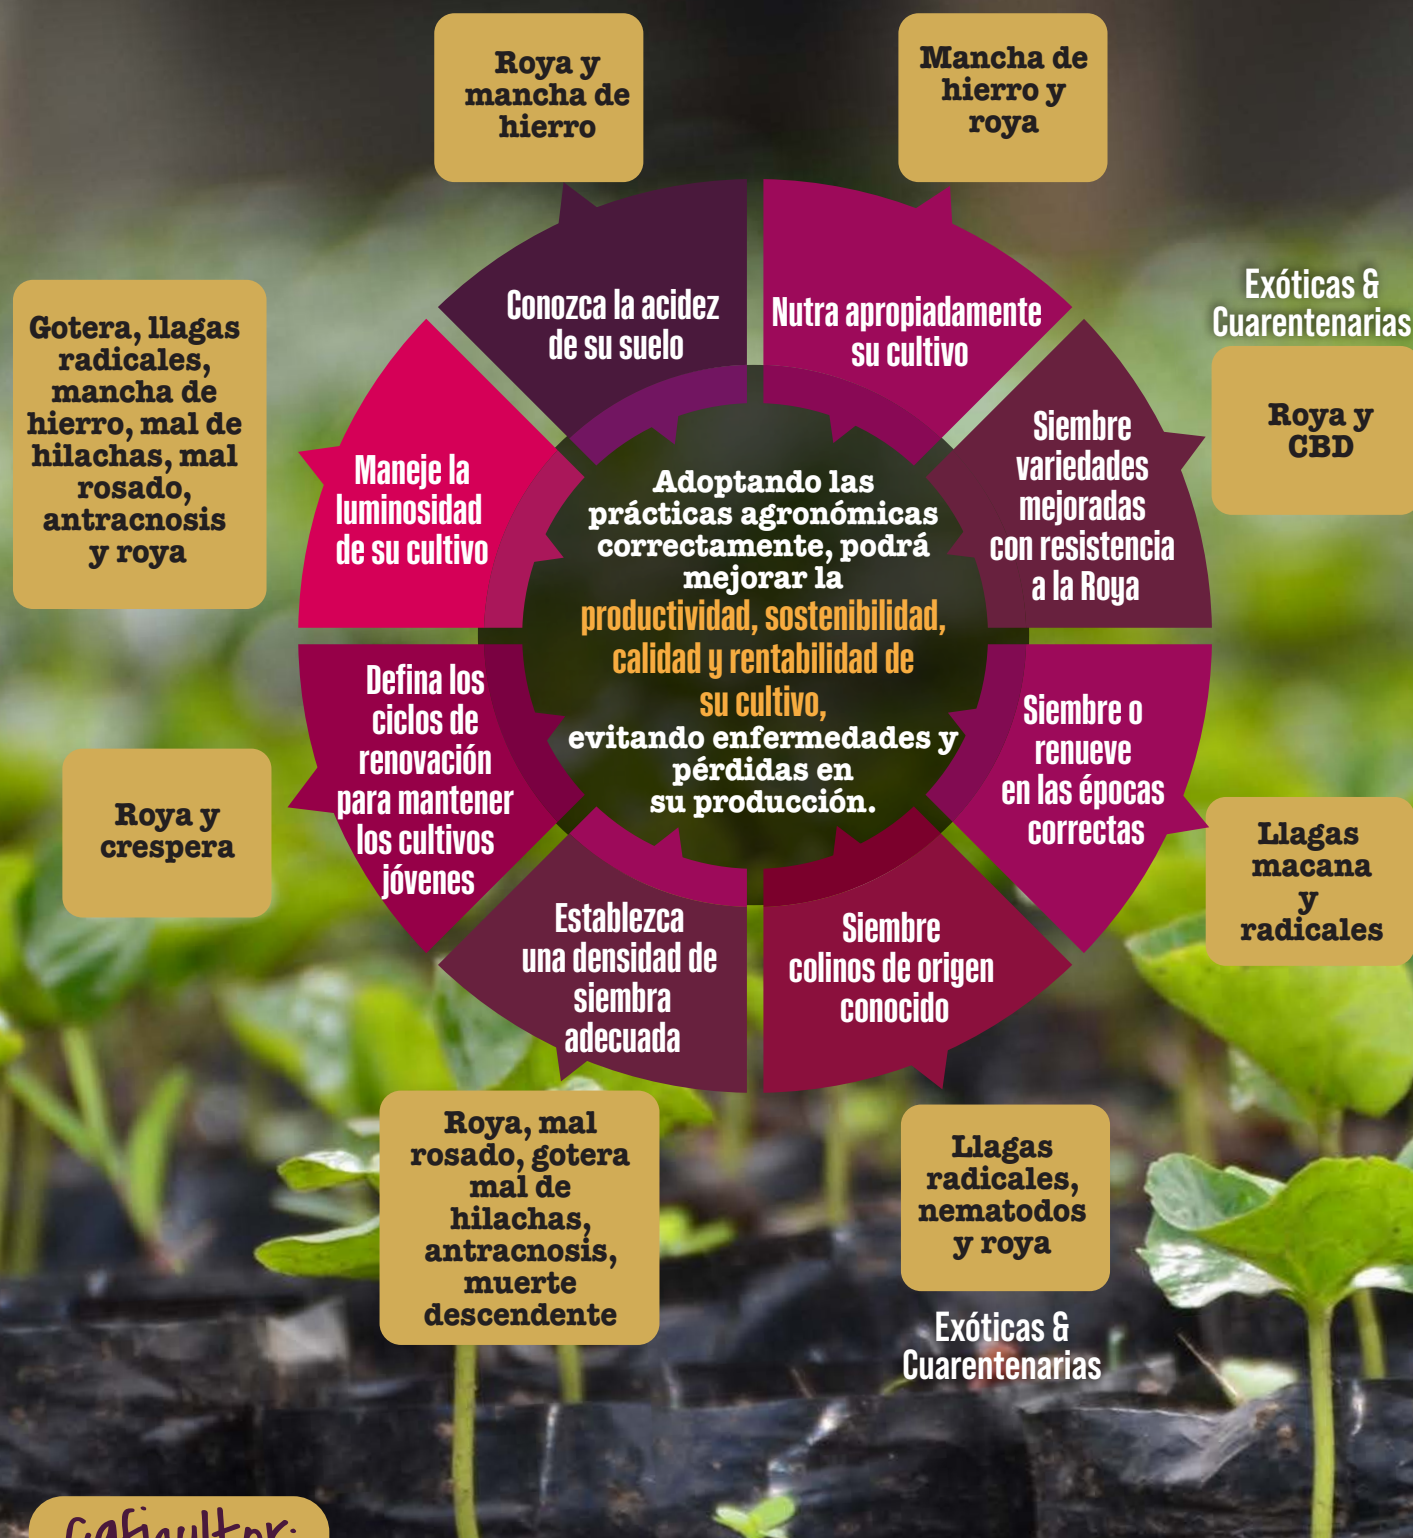 Roya y
mancha de
hierro
Mancha de
hierro y
roya
Conozca la acidez
de su suelo
Nutra apropiadamente
su cultivo
Exóticas &
Cuarentenarias
Roya y
CBD
Gotera, llagas
radicales,
mancha de
hierro, mal de
hilachas, mal
rosado,
antracnosis
y roya
Maneje la
luminosidad
de su cultivo
Siembre
variedades
mejoradas
con resistencia
a la Roya
Adoptando las
prácticas agronómicas
correctamente, podrá
mejorar la
productividad, sostenibilidad,
calidad y rentabilidad de
su cultivo,
evitando enfermedades y
pérdidas en
su producción.
Defina los
ciclos de
renovación
para mantener
los cultivos
jóvenes
Siembre o
renueve
en las épocas
correctas
Roya y
crespera
Llagas
macana
y
radicales
Establezca
una densidad de
siembra
adecuada
Siembre
colinos de origen
conocido
Roya, mal
rosado, gotera
mal de
hilachas,
antracnosis,
muerte
descendente
Llagas
radicales,
nematodos
y roya
Exóticas &
Cuarentenarias
Caficultor: